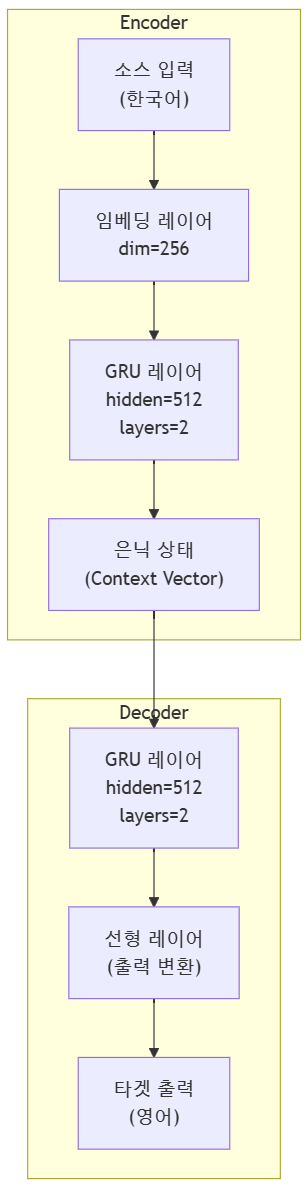 Encoder
소스 입력
(한국어)
임베딩 레이어
dim=256
GRU 레이어
hidden=512
layers=2
은닉 상태
(Context Vector)
Decoder
GRU 레이어
hidden=512
layers=2
선형 레이어
(출력 변환)
타겟 출력
(영어)